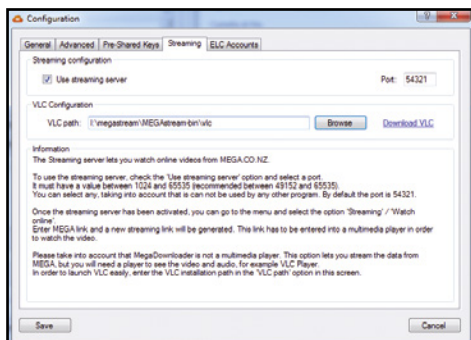 Configuration
General Advanced Pre-Shared Keys Streaming ELC Accounts
Streaming configuration
Use streaming server Port: 54321
VLC Configuration
VLC path: I:\megastream\MEGAstream-bin\vlc Browse Download VLC
Information
The Streaming server lets you watch online videos from MEGA.CO.NZ.
To use the streaming server, check the 'Use streaming server' option and select a port.
It must have a value between 1024 and 65535 (recommended between 49152 and 65535).
You can select any, taking into account that is can not be used by any other program. By default the port is 54321.
Once the streaming server has been activated, you can go to the menu and select the option 'Streaming' / 'Watch
online'.
Enter MEGA link and a new streaming link will be generated. This link has to be entered into a multimedia player in order
to watch the video.
Please take into account that MegaDownloader is not a multimedia player. This option lets you stream the data from
MEGA, but you will need a player to see the video and audio, for example VLC Player.
In order to launch VLC easily, enter the VLC installation path in the 'VLC path' option in this screen.
Save Cancel